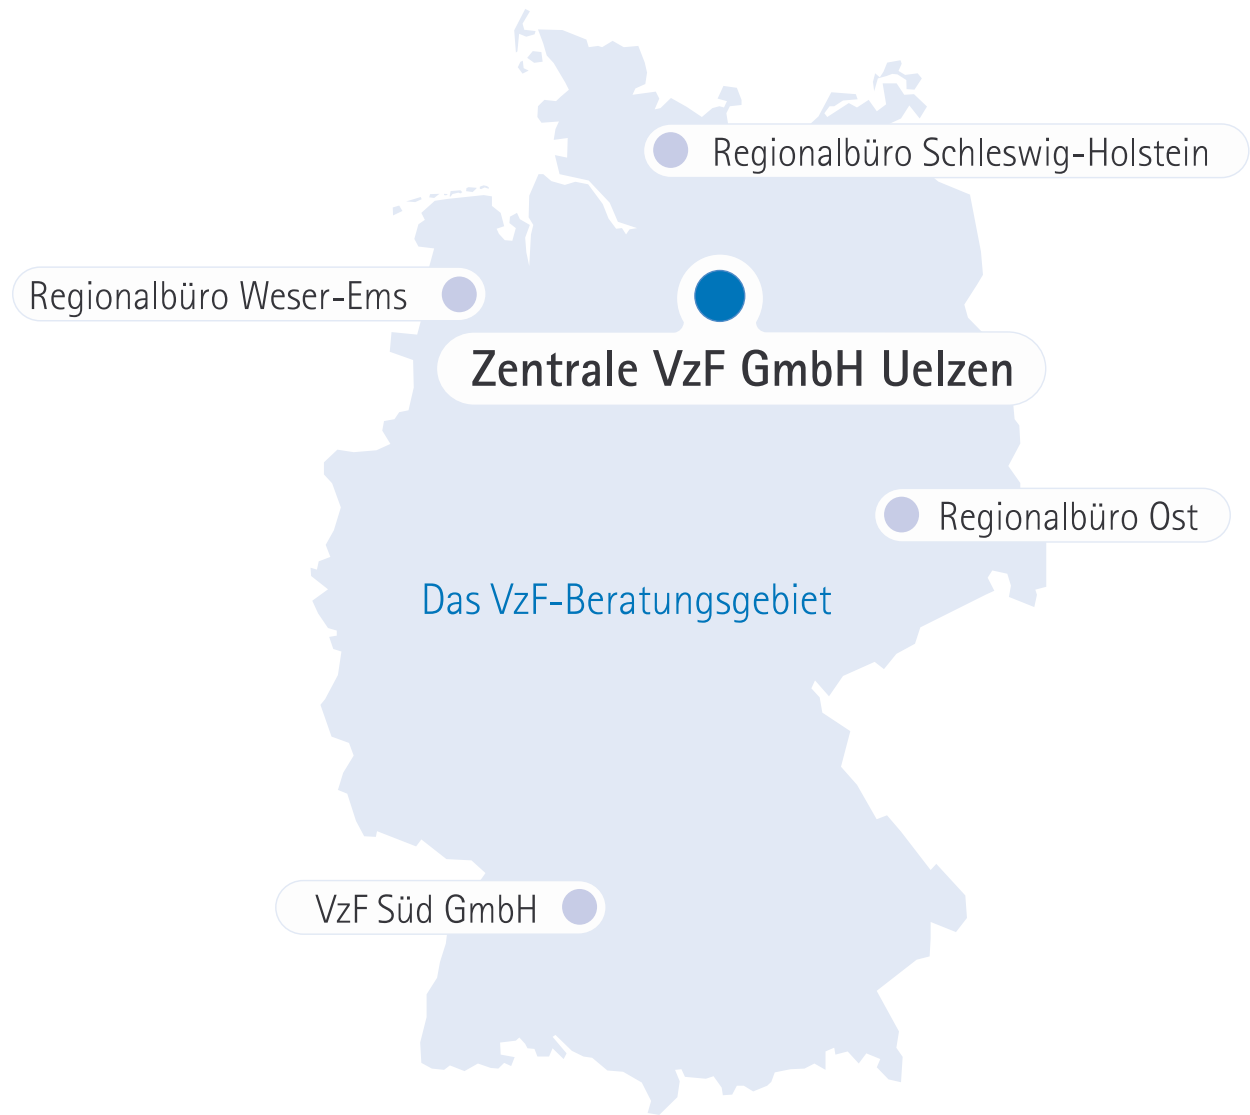 Regionalbüro Schleswig-Holstein
Regionalbüro Weser-Ems
Zentrale VzF GmbH Uelzen
Regionalbüro Ost
Das VzF-Beratungsgebiet
VzF Süd GmbH